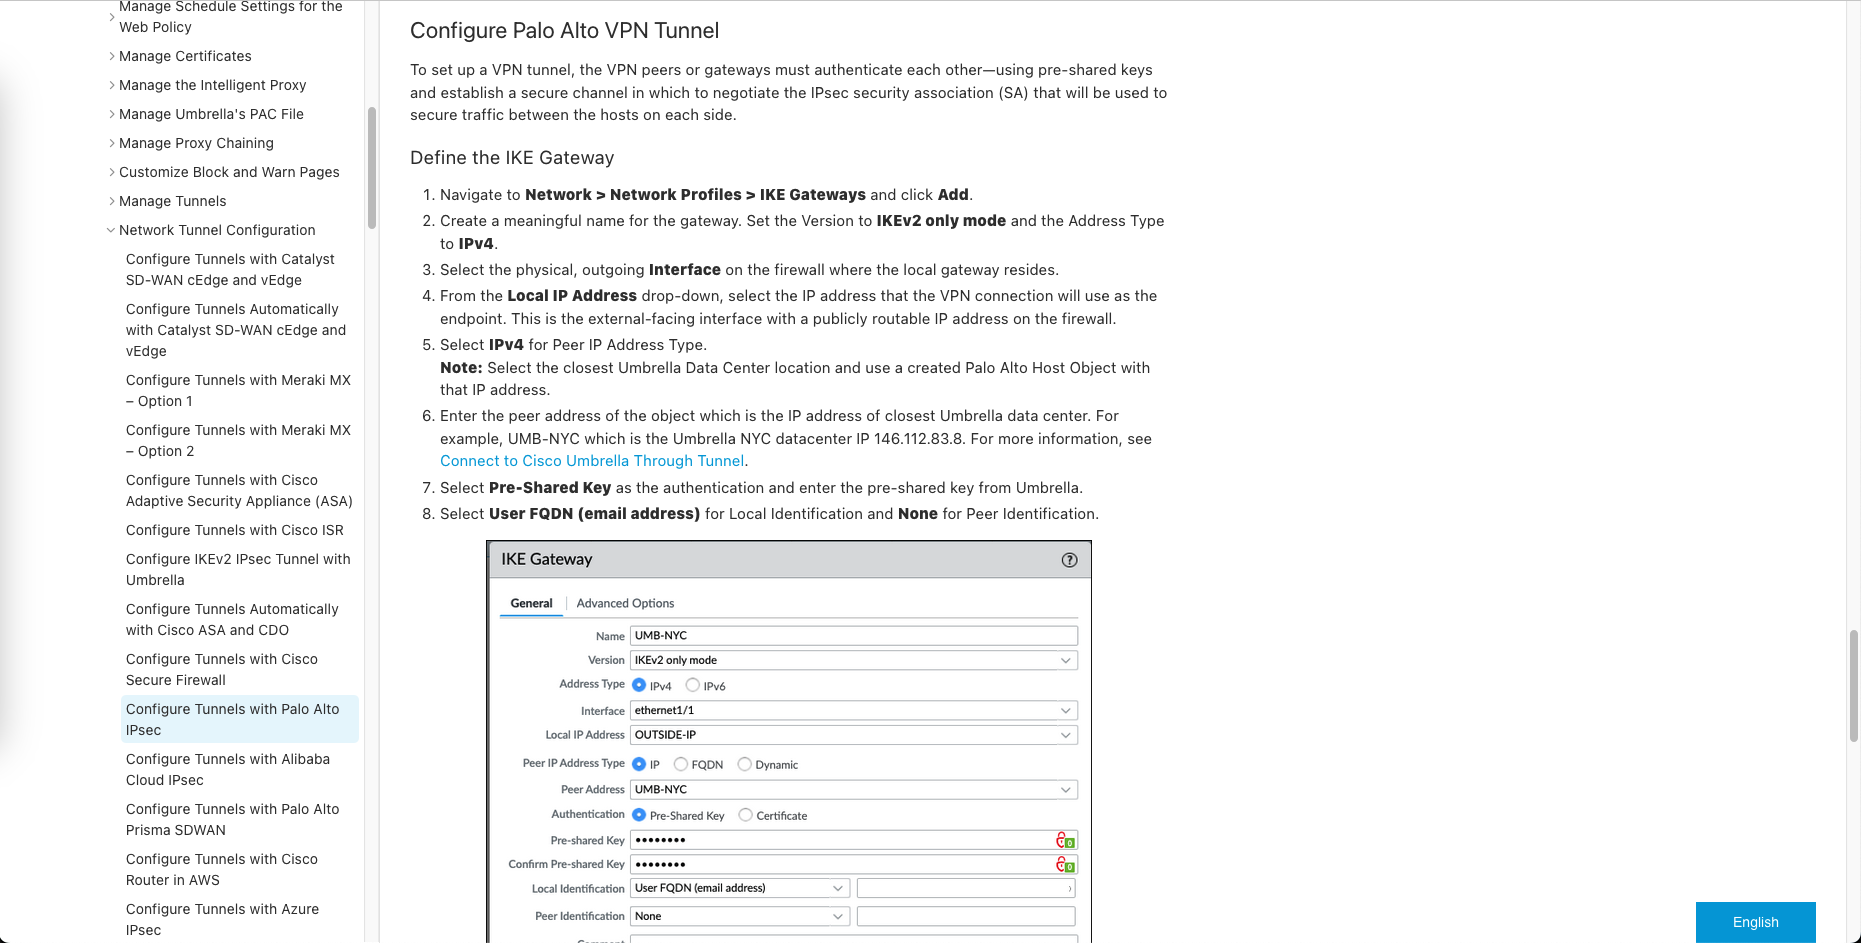 Manage Schedule Settings for the
Web Policy
Manage Certificates
Manage the Intelligent Proxy
Manage Umbrella's PAC File
Manage Proxy Chaining
Customize Block and Warn Pages
Manage Tunnels
Network Tunnel Configuration
Configure Tunnels with Catalyst
SD-WAN cEdge and vEdge
Configure Tunnels Automatically
with Catalyst SD-WAN cEdge and
vEdge
Configure Tunnels with Meraki MX
– Option 1
Configure Tunnels with Meraki MX
– Option 2
Configure Tunnels with Cisco
Adaptive Security Appliance (ASA)
Configure Tunnels with Cisco ISR
Configure IKEv2 IPsec Tunnel with
Umbrella
Configure Tunnels Automatically
with Cisco ASA and CDO
Configure Tunnels with Cisco
Secure Firewall
Configure Tunnels with Palo Alto
IPsec
Configure Tunnels with Alibaba
Cloud IPsec
Configure Tunnels with Palo Alto
Prisma SDWAN
Configure Tunnels with Cisco
Router in AWS
Configure Tunnels with Azure
IPsec
Configure Palo Alto VPN Tunnel
To set up a VPN tunnel, the VPN peers or gateways must authenticate each other—using pre-shared keys
and establish a secure channel in which to negotiate the IPsec security association (SA) that will be used to
secure traffic between the hosts on each side.
Define the IKE Gateway
1. Navigate to Network > Network Profiles > IKE Gateways and click Add.
2. Create a meaningful name for the gateway. Set the Version to IKEv2 only mode and the Address Type
to IPv4.
3. Select the physical, outgoing Interface on the firewall where the local gateway resides.
4. From the Local IP Address drop-down, select the IP address that the VPN connection will use as the
endpoint. This is the external-facing interface with a publicly routable IP address on the firewall.
5. Select IPv4 for Peer IP Address Type.
Note: Select the closest Umbrella Data Center location and use a created Palo Alto Host Object with
that IP address.
6. Enter the peer address of the object which is the IP address of closest Umbrella data center. For
example, UMB-NYC which is the Umbrella NYC datacenter IP 146.112.83.8. For more information, see
Connect to Cisco Umbrella Through Tunnel.
7. Select Pre-Shared Key as the authentication and enter the pre-shared key from Umbrella.
8. Select User FQDN (email address) for Local Identification and None for Peer Identification.
IKE Gateway ?
General | Advanced Options
Name UMB-NYC
Version IKEv2 only mode
Address Type IPv4 IPv6
Interface ethernet1/1
Local IP Address OUTSIDE-IP
Peer IP Address Type IP FQDN Dynamic
Peer Address UMB-NYC
Authentication Pre-Shared Key Certificate
Pre-shared Key ••••••••
Confirm Pre-shared Key ••••••••
Local Identification User FQDN (email address)
Peer Identification None
English